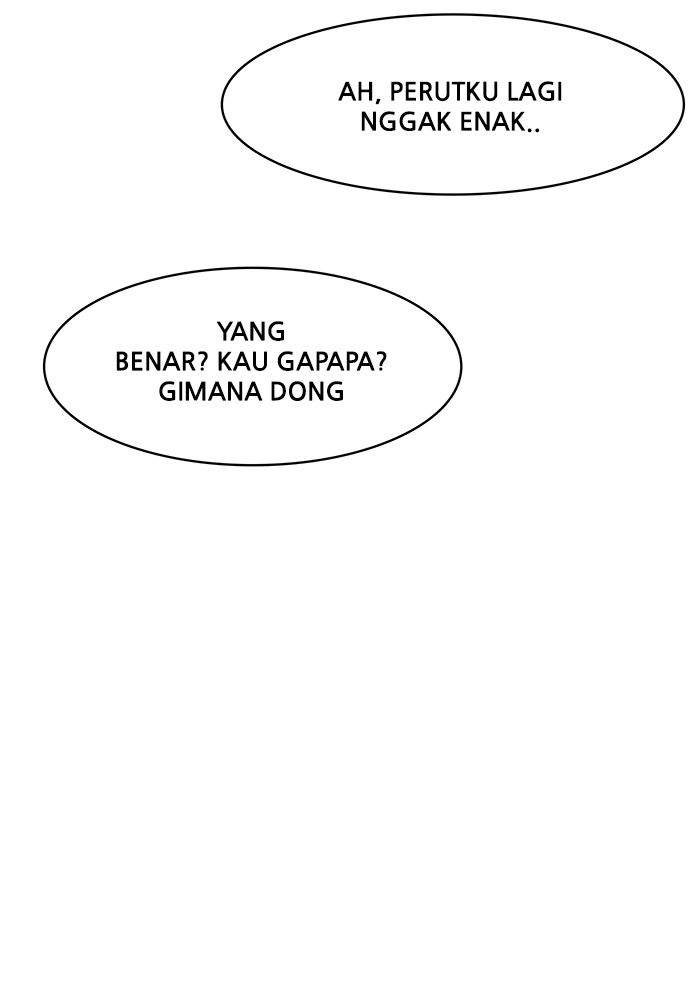 AH, PERUTKU LAGI
NGGAK ENAK..
YANG
BENAR? KAU GAPAPA?
GIMANA DONG